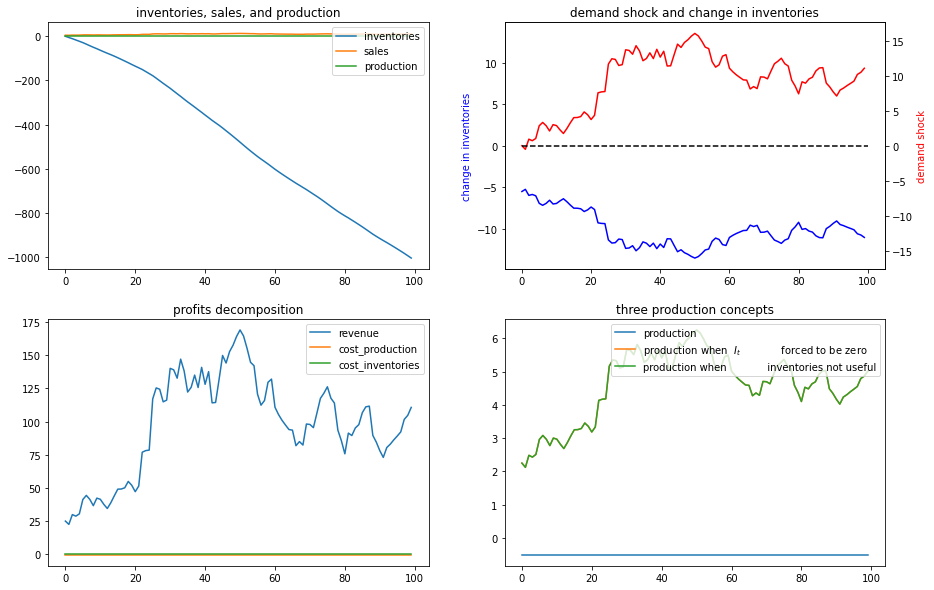 inventories, sales, and production
0
−200
−400
−600
−800
−1000
0 20 40 60 80 100
inventories
sales
production
demand shock and change in inventories
change in inventories
10
5
0
−5
−10
0 20 40 60 80 100
15
10
5
0
−5
−10
−15
demand shock
profits decomposition
175
150
125
100
75
50
25
0
0 20 40 60 80 100
revenue
cost_production
cost_inventories
three production concepts
6
5
4
3
2
1
0
0 20 40 60 80 100
production
production when I_t forced to be zero
production when inventories not useful